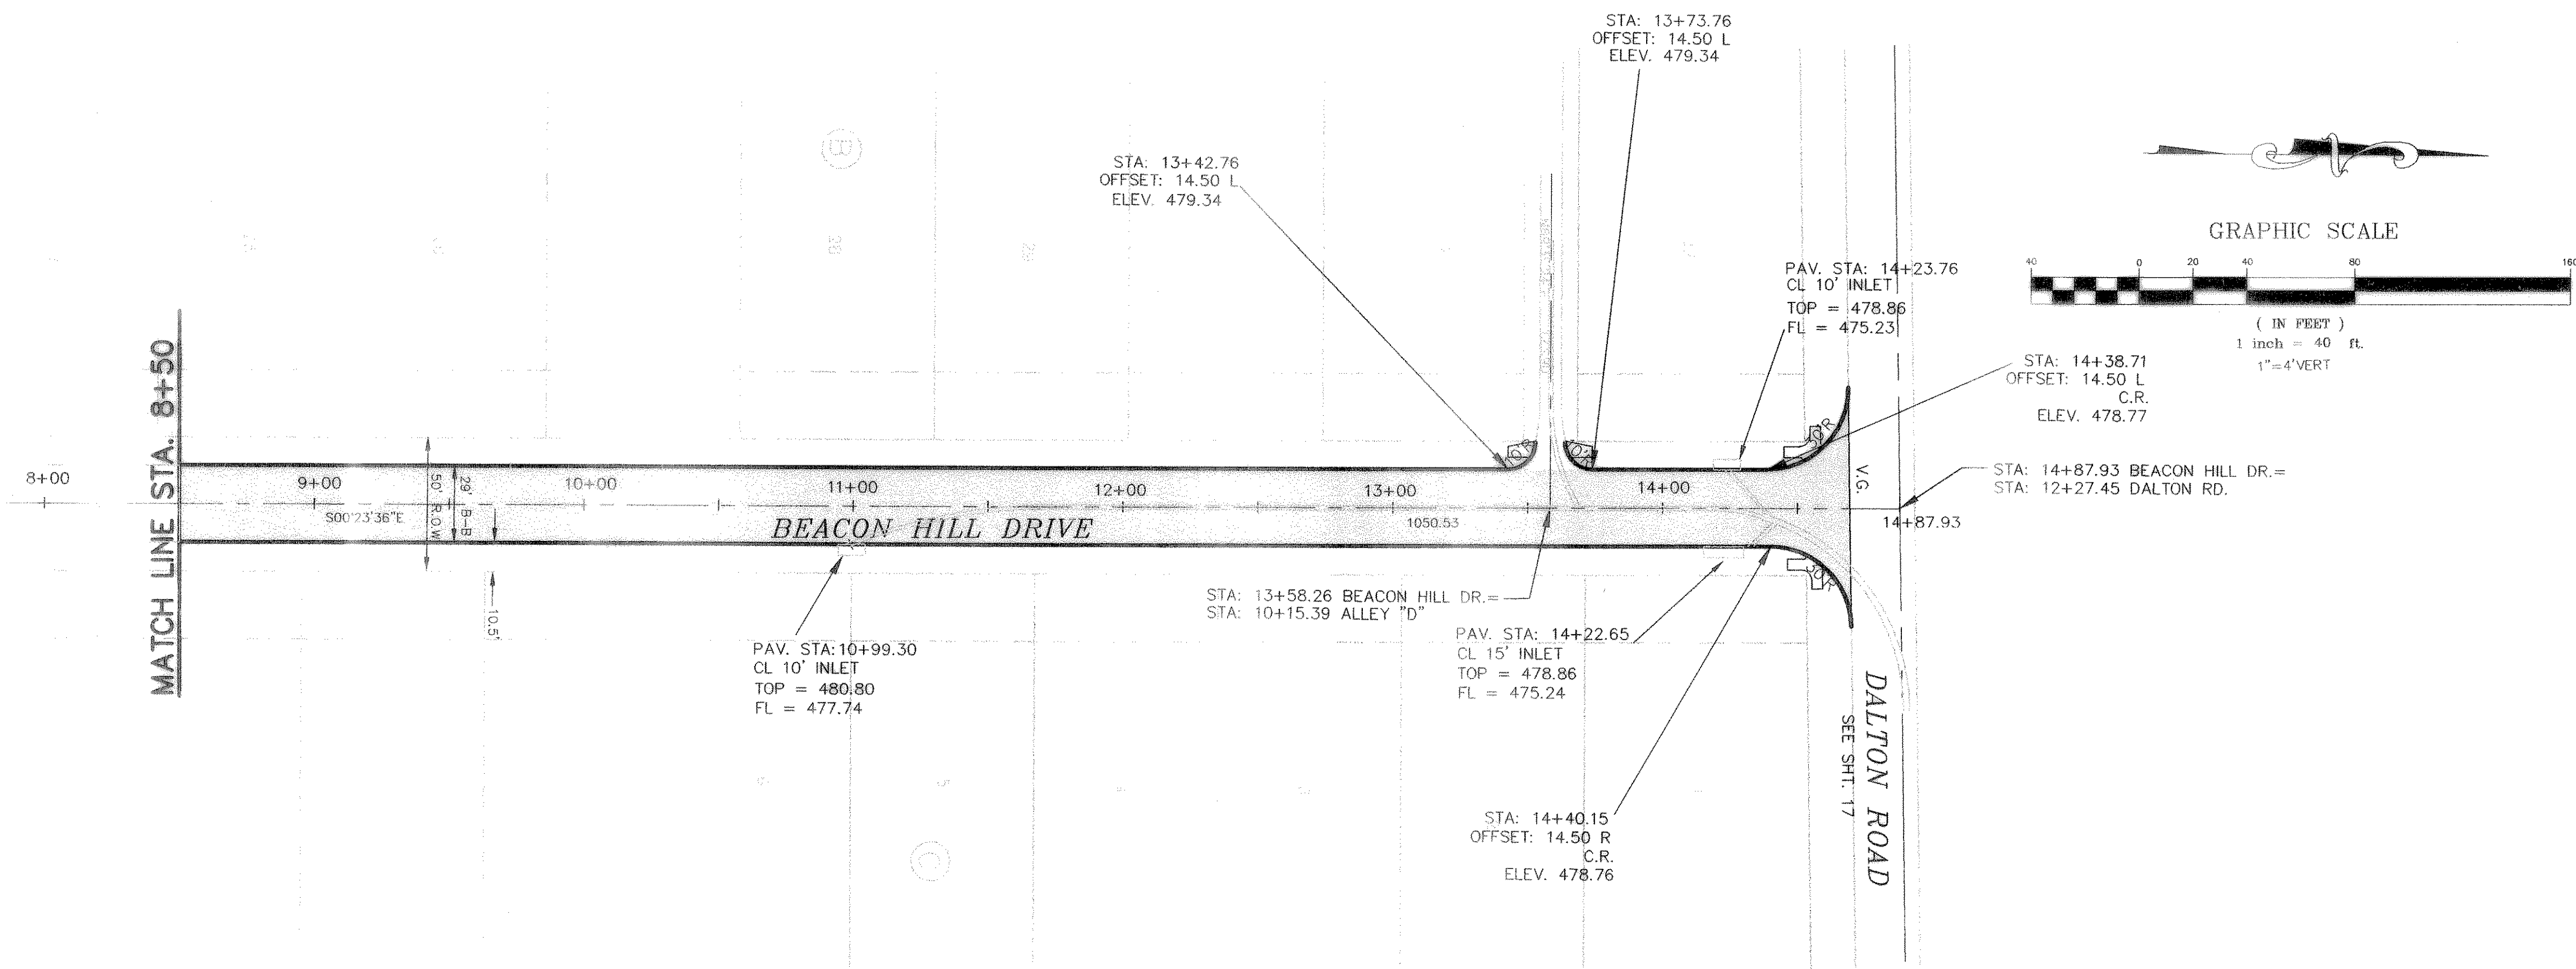 STA: 13+73.76
OFFSET: 14.50 L
ELEV. 479.34
STA: 13+42.76
OFFSET: 14.50 L
ELEV. 479.34
B
GRAPHIC SCALE
40 0 20 40 80 160
( IN FEET )
1 inch = 40 ft.
1"=4'VERT
PAV. STA: 14+23.76
CL 10' INLET
TOP = 478.86
FL = 475.23
STA: 14+38.71
OFFSET: 14.50 L
C.R.
ELEV. 478.77
MATCH LINE STA. 8+50
8+00
9+00
10+00
11+00
12+00
13+00
14+00
14+87.93
S00°23'36"E
50' R.O.W.
29' B-B
10.5'
BEACON HILL DRIVE
1050.53
10'R
10'R
30'R
30'R
V.G.
STA: 14+87.93 BEACON HILL DR.=
STA: 12+27.45 DALTON RD.
STA: 13+58.26 BEACON HILL DR.=
STA: 10+15.39 ALLEY "D"
PAV. STA:10+99.30
CL 10' INLET
TOP = 480.80
FL = 477.74
PAV. STA: 14+22.65
CL 15' INLET
TOP = 478.86
FL = 475.24
STA: 14+40.15
OFFSET: 14.50 R
C.R.
ELEV. 478.76
DALTON ROAD
SEE SHT. 17
28
29
5
C